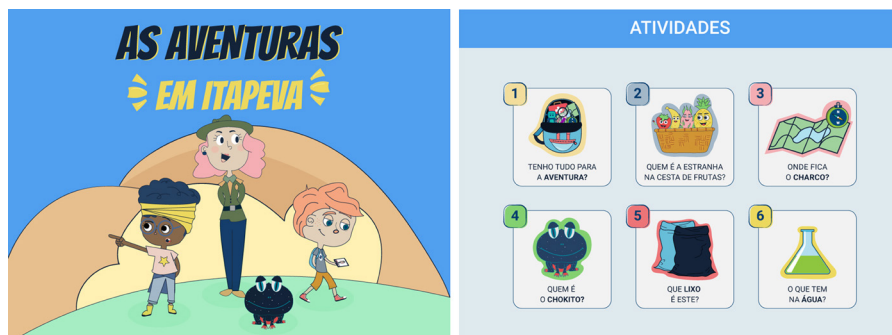 AS AVENTURAS
EM ITAPEVA
ATIVIDADES
1
TENHO TUDO PARA
A AVENTURA?
2
QUEM É A ESTRANHA
NA CESTA DE FRUTAS?
3
ONDE FICA
O CHARCO?
4
QUEM É
O CHOKITO?
5
QUE LIXO
É ESTE?
6
O QUE TEM
NA ÁGUA?